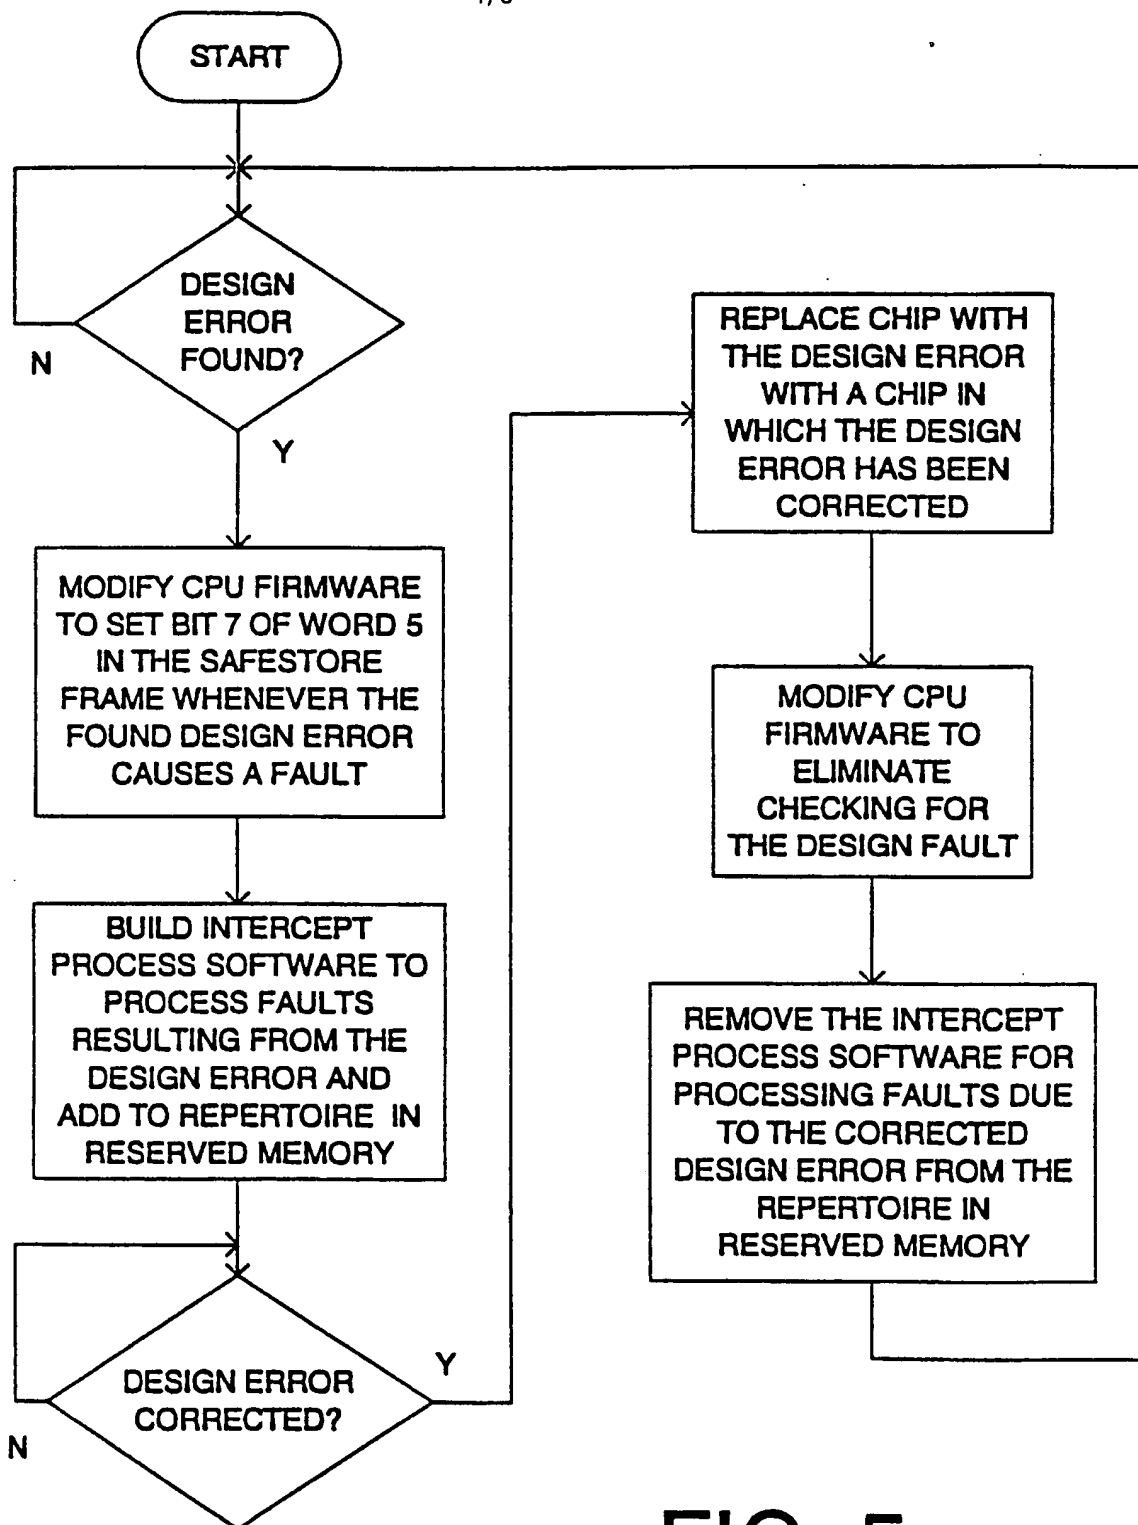 START
DESIGN
ERROR
FOUND?
N
Y
MODIFY CPU FIRMWARE
TO SET BIT 7 OF WORD 5
IN THE SAFESTORE
FRAME WHENEVER THE
FOUND DESIGN ERROR
CAUSES A FAULT
BUILD INTERCEPT
PROCESS SOFTWARE TO
PROCESS FAULTS
RESULTING FROM THE
DESIGN ERROR AND
ADD TO REPERTOIRE IN
RESERVED MEMORY
DESIGN ERROR
CORRECTED?
Y
N
REPLACE CHIP WITH
THE DESIGN ERROR
WITH A CHIP IN
WHICH THE DESIGN
ERROR HAS BEEN
CORRECTED
MODIFY CPU
FIRMWARE TO
ELIMINATE
CHECKING FOR
THE DESIGN FAULT
REMOVE THE INTERCEPT
PROCESS SOFTWARE FOR
PROCESSING FAULTS DUE
TO THE CORRECTED
DESIGN ERROR FROM THE
REPERTOIRE IN
RESERVED MEMORY